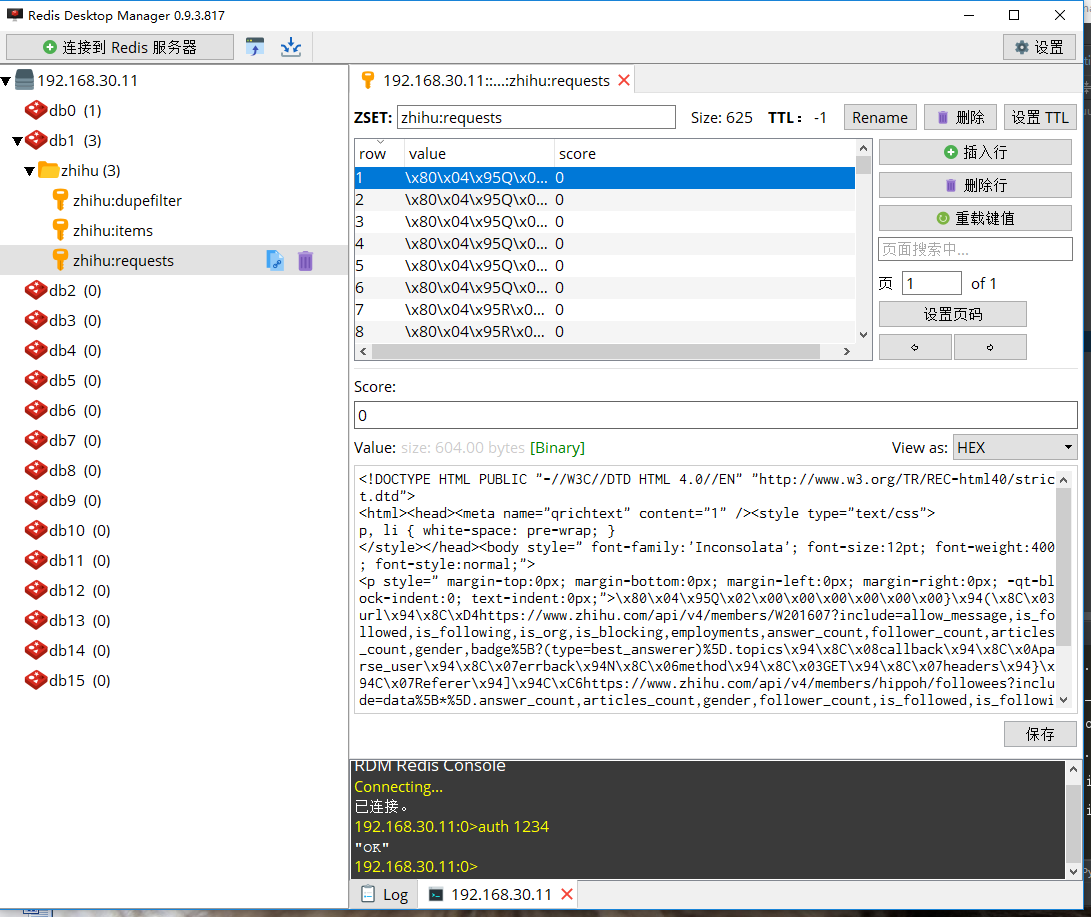 Redis Desktop Manager 0.9.3.817
连接到 Redis 服务器
设置
192.168.30.11
db0 (1)
db1 (3)
zhihu (3)
zhihu:dupefilter
zhihu:items
zhihu:requests
db2 (0)
db3 (0)
db4 (0)
db5 (0)
db6 (0)
db7 (0)
db8 (0)
db9 (0)
db10 (0)
db11 (0)
db12 (0)
db13 (0)
db14 (0)
db15 (0)
192.168.30.11::...:zhihu:requests
ZSET: zhihu:requests Size: 625 TTL: -1 Rename 删除 设置 TTL
row value score
1 \x80\x04\x95Q\x0... 0
2 \x80\x04\x95Q\x0... 0
3 \x80\x04\x95Q\x0... 0
4 \x80\x04\x95Q\x0... 0
5 \x80\x04\x95Q\x0... 0
6 \x80\x04\x95Q\x0... 0
7 \x80\x04\x95R\x0... 0
8 \x80\x04\x95R\x0... 0
插入行
删除行
重载键值
页面搜索中...
页 1 of 1
设置页码
Score:
0
Value: size: 604.00 bytes [Binary] View as: HEX
<!DOCTYPE HTML PUBLIC "-//W3C//DTD HTML 4.0//EN" "http://www.w3.org/TR/REC-html40/stric
t.dtd">
<html><head><meta name="qrichtext" content="1" /><style type="text/css">
p, li { white-space: pre-wrap; }
</style></head><body style=" font-family:'Inconsolata'; font-size:12pt; font-weight:400
; font-style:normal;">
<p style=" margin-top:0px; margin-bottom:0px; margin-left:0px; margin-right:0px; -qt-bl
ock-indent:0; text-indent:0px;">\x80\x04\x95Q\x02\x00\x00\x00\x00\x00\x00}\x94(\x8C\x03
url\x94\x8C\xD4https://www.zhihu.com/api/v4/members/W201607?include=allow_message,is_fo
llowed,is_following,is_org,is_blocking,employments,answer_count,follower_count,articles
_count,gender,badge%5B?(type=best_answerer)%5D.topics\x94\x8C\x08callback\x94\x8C\x0Apa
rse_user\x94\x8C\x07errback\x94N\x8C\x06method\x94\x8C\x03GET\x94\x8C\x07headers\x94}\x
94C\x07Referer\x94]\x94C\xC6https://www.zhihu.com/api/v4/members/hippoh/followees?inclu
de=data%5B*%5D.answer_count,articles_count,gender,follower_count,is_followed,is_followi
保存
RDM Redis Console
Connecting...
已连接。
192.168.30.11:0>auth 1234
"OK"
192.168.30.11:0>
Log
192.168.30.11